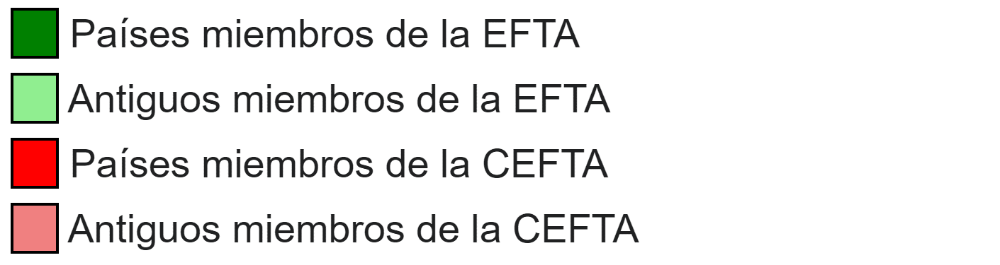 Países miembros de la EFTA
Antiguos miembros de la EFTA
Países miembros de la CEFTA
Antiguos miembros de la CEFTA